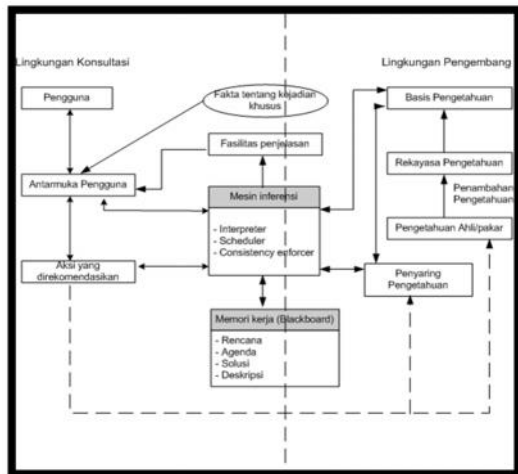 Lingkungan Konsultasi
Lingkungan Pengembang
Pengguna
Fakta tentang kejadian
khusus
Basis Pengetahuan
Fasilitas penjelasan
Rekayasa Pengetahuan
Antarmuka Pengguna
Mesin inferensi
- Interpreter
- Scheduler
- Consistency enforcer
Penambahan
Pengetahuan
Pengetahuan Ahli/pakar
Aksi yang
direkomendasikan
Penyaring
Pengetahuan
Memori kerja (Blackboard)
- Rencana
- Agenda
- Solusi
- Deskripsi